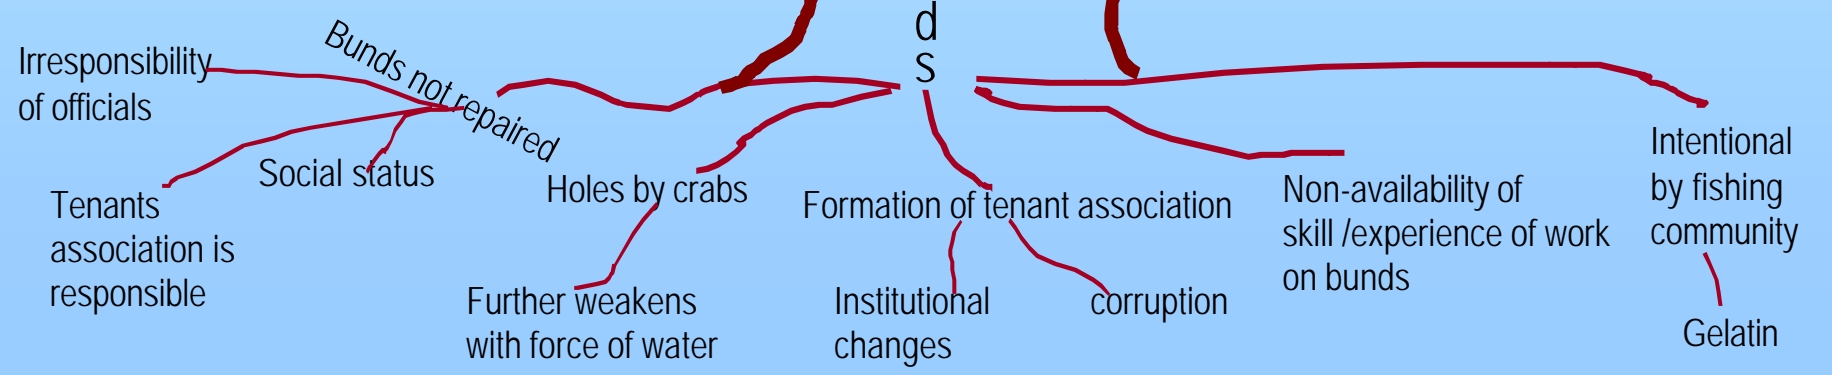 d
s
Bunds not repaired
Irresponsibility
of officials
Social status
Tenants
association is
responsible
Holes by crabs
Further weakens
with force of water
Formation of tenant association
Institutional
changes
corruption
Non-availability of
skill /experience of work
on bunds
Intentional
by fishing
community
Gelatin